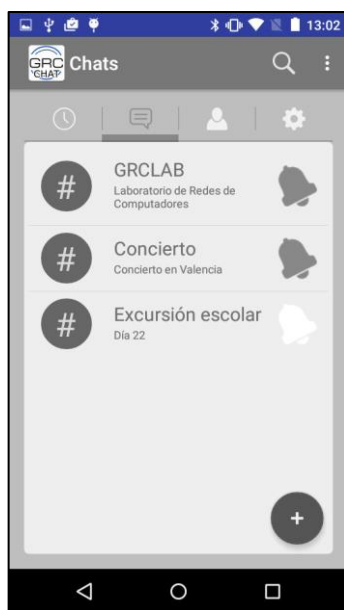 13:02
GRC
CHAT
Chats
#
GRCLAB
Laboratorio de Redes de
Computadores
#
Concierto
Concierto en Valencia
#
Excursión escolar
Día 22
+